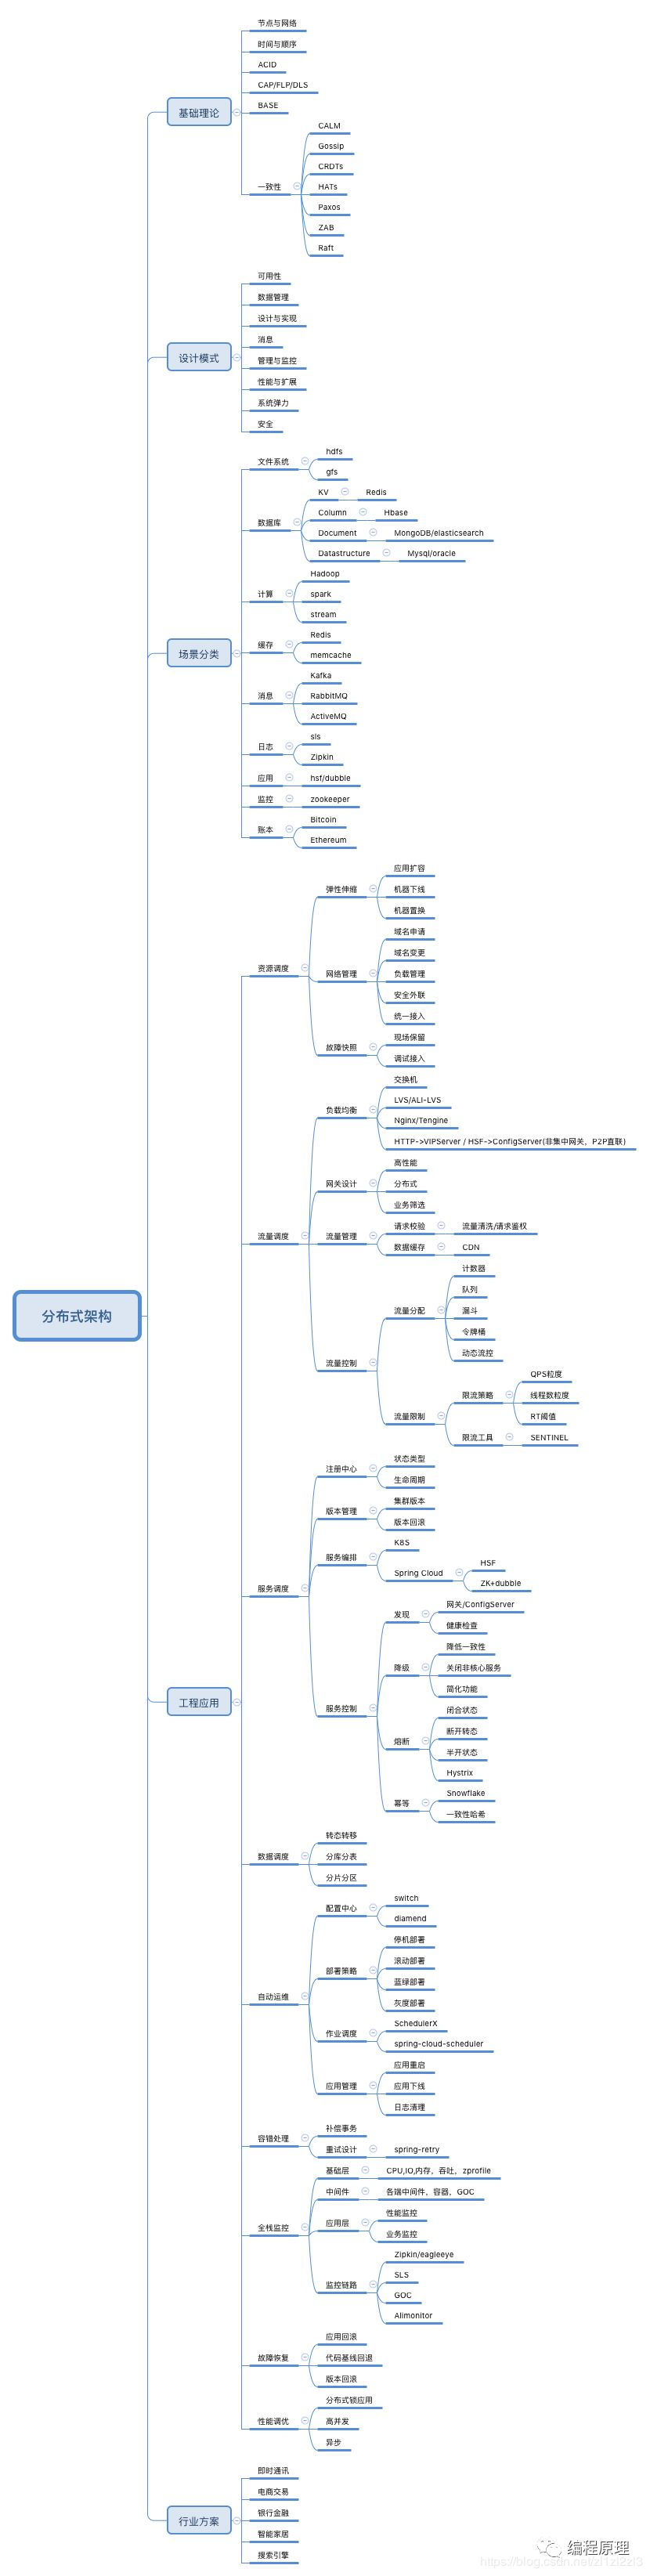 分布式架构
基础理论
节点与网络
时间与顺序
ACID
CAP/FLP/DLS
BASE
一致性
CALM
Gossip
CRDTs
HATs
Paxos
ZAB
Raft
设计模式
可用性
数据管理
设计与实现
消息
管理与监控
性能与扩展
系统弹力
安全
场景分类
文件系统
hdfs
gfs
数据库
KV
Redis
Column
Hbase
Document
MongoDB/elasticsearch
Datastructure
Mysql/oracle
计算
Hadoop
spark
stream
缓存
Redis
memcache
消息
Kafka
RabbitMQ
ActiveMQ
日志
sls
Zipkin
应用
hsf/dubble
监控
zookeeper
账本
Bitcoin
Ethereum
工程应用
资源调度
弹性伸缩
应用扩容
机器下线
机器置换
网络管理
域名申请
域名变更
负载管理
安全外联
统一接入
故障快照
现场保留
调试接入
流量调度
负载均衡
交换机
LVS/ALI-LVS
Nginx/Tengine
HTTP->VIPServer / HSF->ConfigServer(非集中网关，P2P直联)
网关设计
高性能
分布式
业务筛选
流量管理
请求校验
流量清洗/请求鉴权
数据缓存
CDN
流量控制
流量分配
计数器
队列
漏斗
令牌桶
动态流控
流量限制
限流策略
QPS粒度
线程数粒度
RT阈值
限流工具
SENTINEL
服务调度
注册中心
状态类型
生命周期
版本管理
集群版本
版本回滚
服务编排
K8S
Spring Cloud
HSF
ZK+dubble
服务控制
发现
网关/ConfigServer
健康检查
降级
降低一致性
关闭非核心服务
简化功能
熔断
闭合状态
断开转态
半开状态
Hystrix
幂等
Snowflake
一致性哈希
数据调度
转态转移
分库分表
分片分区
自动运维
配置中心
switch
diamend
部署策略
停机部署
滚动部署
蓝绿部署
灰度部署
作业调度
SchedulerX
spring-cloud-scheduler
应用管理
应用重启
应用下线
日志清理
容错处理
补偿事务
重试设计
spring-retry
全栈监控
基础层
CPU,IO,内存，吞吐，zprofile
中间件
各端中间件，容器，GOC
应用层
性能监控
业务监控
监控链路
Zipkin/eagleeye
SLS
GOC
Alimonitor
故障恢复
应用回滚
代码基线回退
版本回滚
性能调优
分布式锁应用
高并发
异步
行业方案
即时通讯
电商交易
银行金融
智能家居
搜索引擎
编程原理